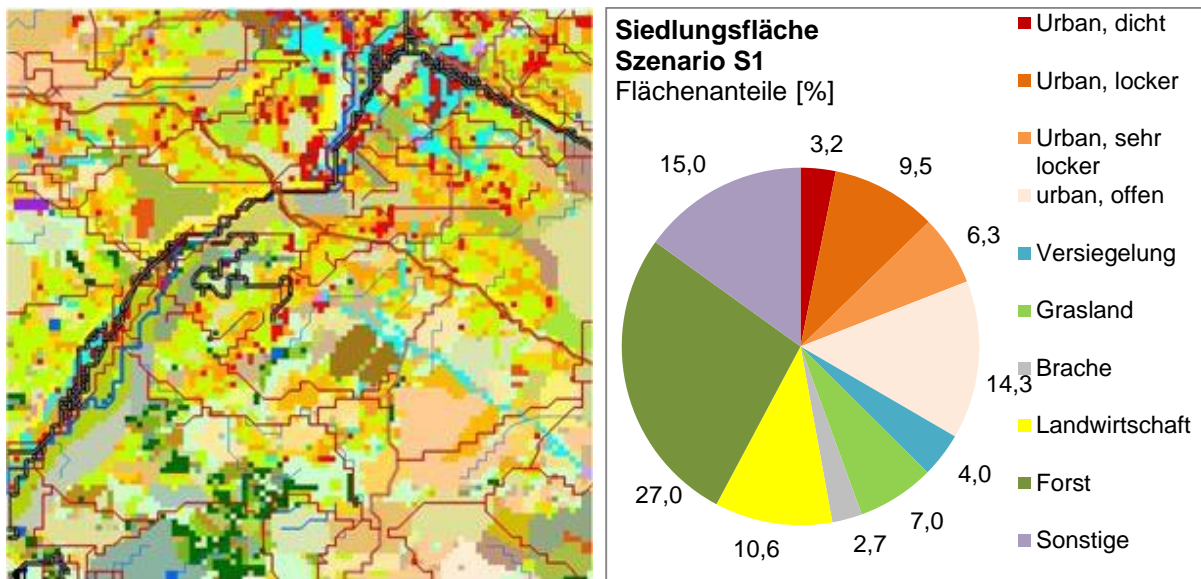 Siedlungsfläche
Szenario S1
Flächenanteile [%]
3,2
9,5
6,3
14,3
4,0
7,0
2,7
10,6
27,0
15,0
Urban, dicht
Urban, locker
Urban, sehr
locker
urban, offen
Versiegelung
Grasland
Brache
Landwirtschaft
Forst
Sonstige